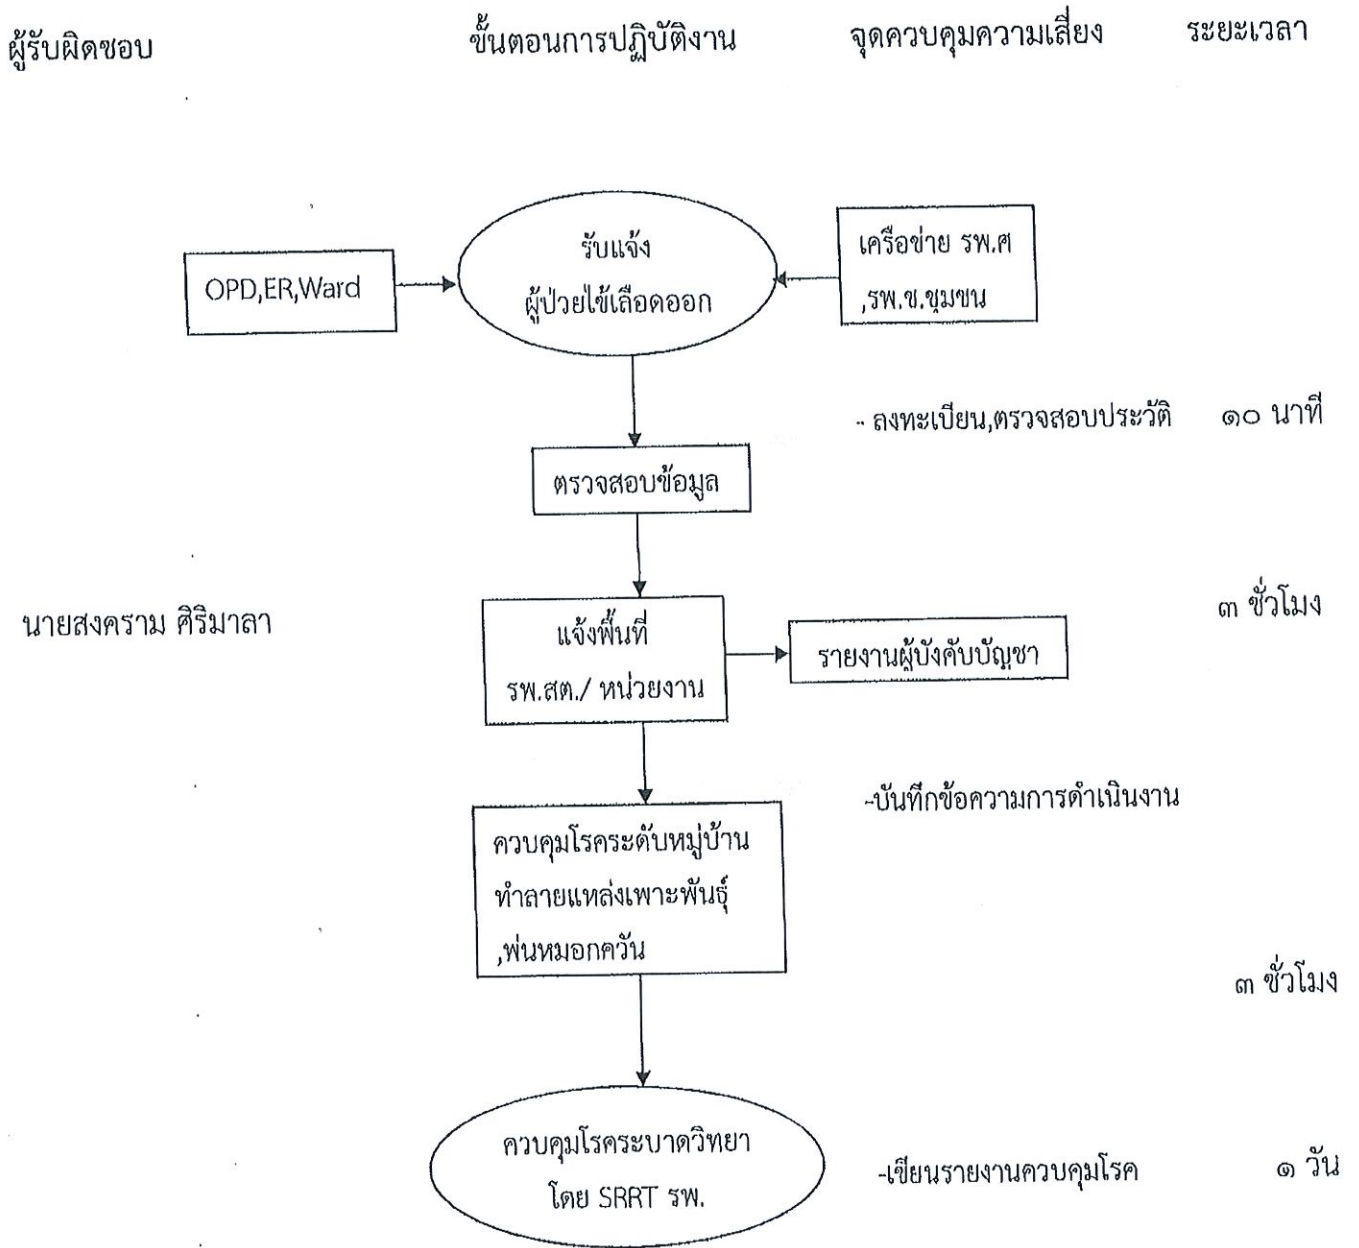 ผู้รับผิดชอบ ขั้นตอนการปฏิบัติงาน จุดควบคุมความเสี่ยง ระยะเวลา
รับแจ้ง
ผู้ป่วยไข้เลือดออก
OPD,ER,Ward
เครือข่าย รพ.ศ
,รพ.ข.ชุมชน
- ลงทะเบียน,ตรวจสอบประวัติ ๑๐ นาที
ตรวจสอบข้อมูล
นายสงคราม ศิริมาลา
แจ้งพื้นที่
รพ.สต./ หน่วยงาน
รายงานผู้บังคับบัญชา
๓ ชั่วโมง
-บันทึกข้อความการดำเนินงาน
ควบคุมโรคระดับหมู่บ้าน
ทำลายแหล่งเพาะพันธุ์
,พ่นหมอกควัน
๓ ชั่วโมง
ควบคุมโรคระบาดวิทยา
โดย SRRT รพ.
-เขียนรายงานควบคุมโรค ๑ วัน